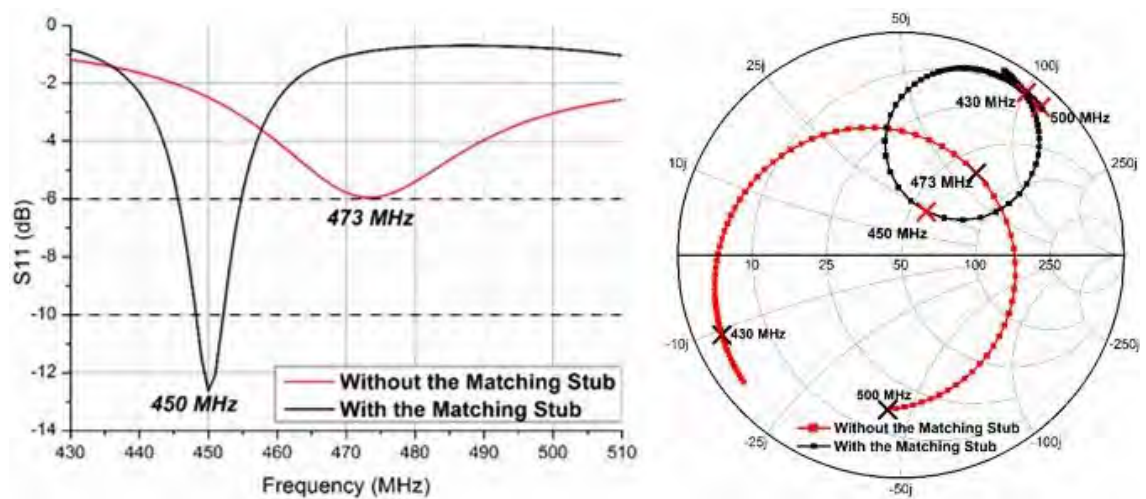 0
-2
-4
-6
-8
-10
-12
-14
S11 (dB)
473 MHz
450 MHz
Without the Matching Stub
With the Matching Stub
430 440 450 460 470 480 490 500 510
Frequency (MHz)
50j
25j
100j
430 MHz
500 MHz
10j
250j
473 MHz
450 MHz
10 25 50 100 250
-10j
430 MHz
-250j
500 MHz
Without the Matching Stub
With the Matching Stub
-25j
-100j
-50j